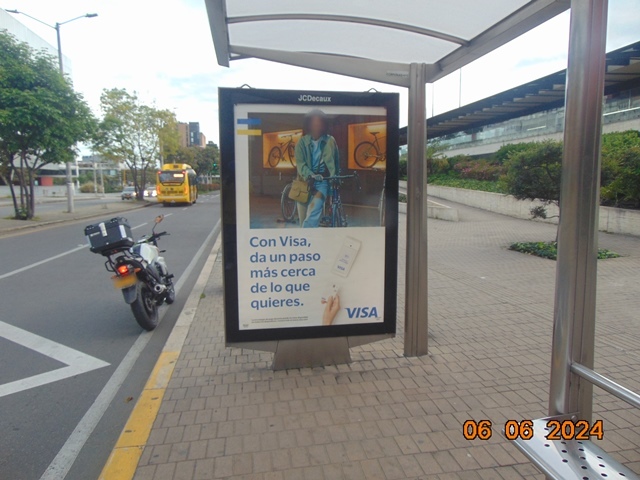 JCDecaux
Con Visa,
da un paso
más cerca
de lo que
quieres.
VISA
06 06 2024